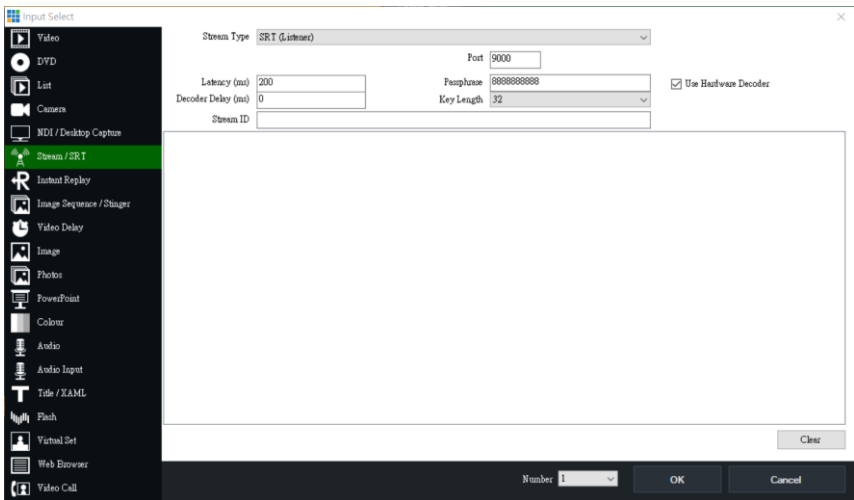 Input Select
Video
DVD
List
Camera
NDI / Desktop Capture
Stream / SRT
Instant Replay
Image Sequence / Stinger
Video Delay
Image
Photos
PowerPoint
Colour
Audio
Audio Input
Title / XAML
Flash
Virtual Set
Web Browser
Video Call
Stream Type SRT (Listener)
Port 9000
Latency (ms) 200 Passphrase 8888888888 Use Hardware Decoder
Decoder Delay (ms) 0 Key Length 32
Stream ID
Clear
Number 1 OK Cancel